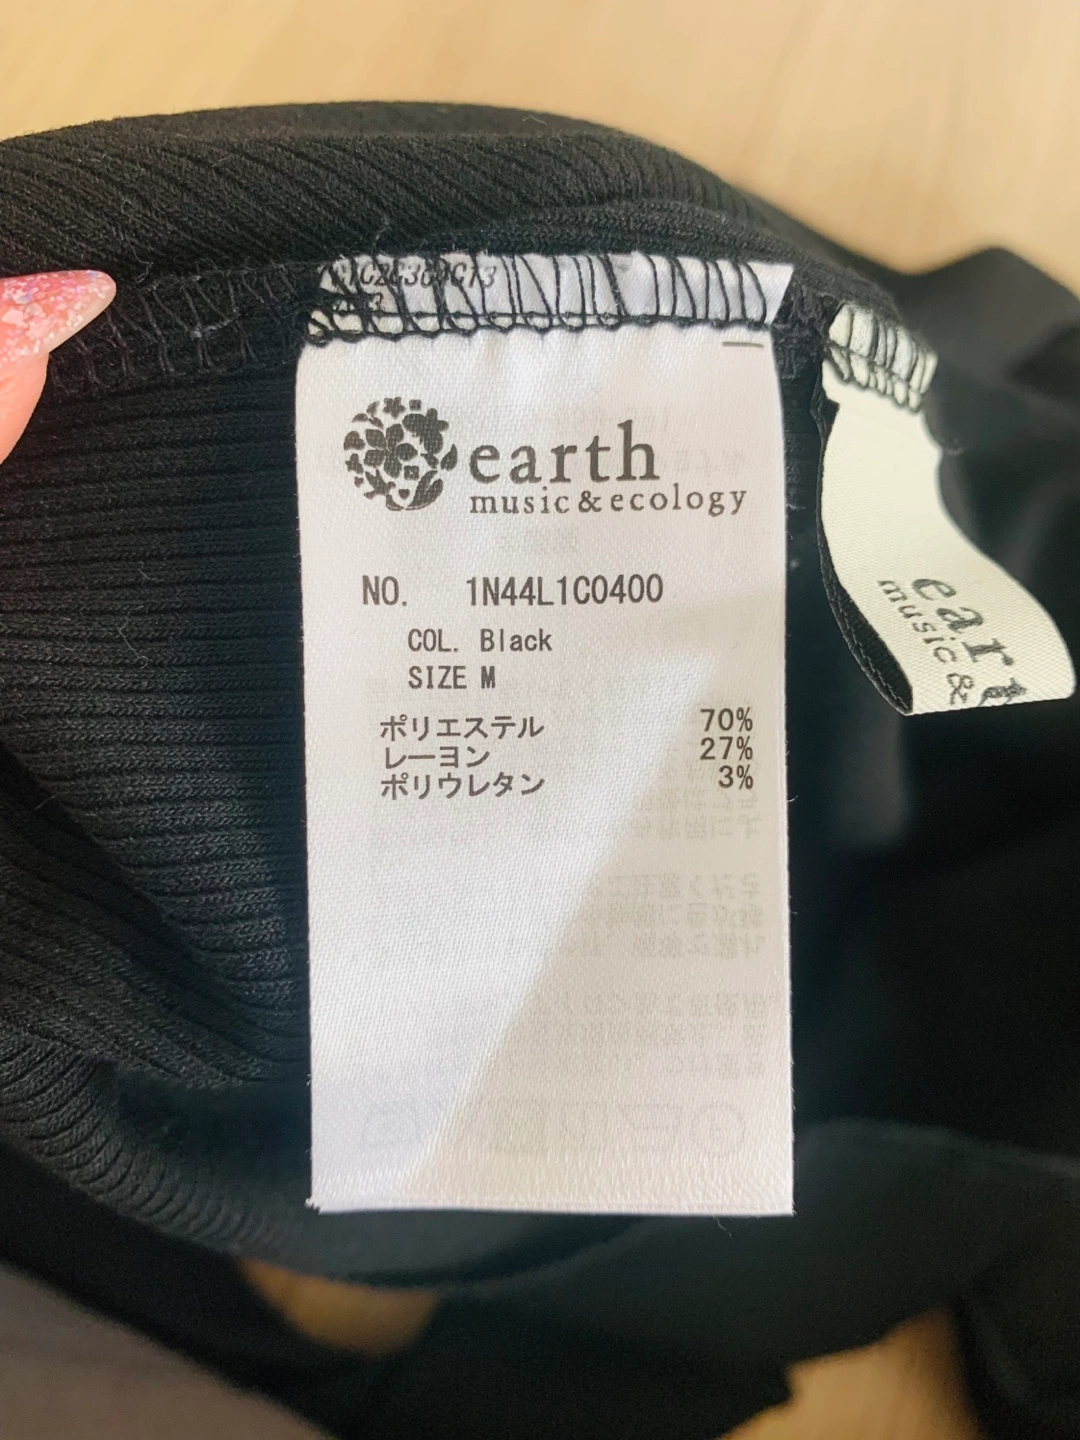 earth
music&ecology
NO. 1N44L1C0400
COL. Black
SIZE M
ポリエステル 70%
レーヨン 27%
ポリウレタン 3%
ear
music&